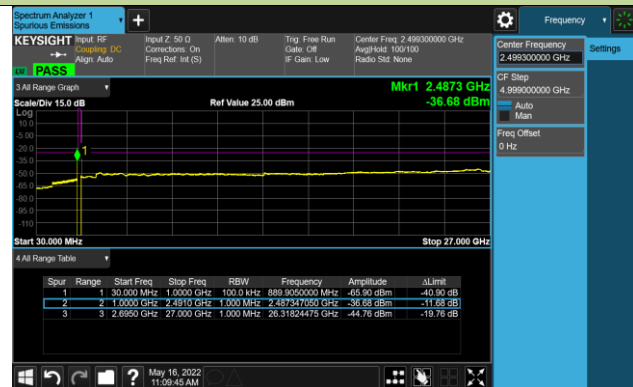 Spectrum Analyzer 1
Spurious Emissions
Frequency
KEYSIGHT
Input: RF
Coupling: DC
Align: Auto
Input Z: 50 Ω
Corrections: On
Freq Ref: Int (S)
Atten: 10 dB
Trig: Free Run
Gate: Off
IF Gain: Low
Center Freq: 2.499300000 GHz
Avg|Hold: 100/100
Radio Std: None
PASS
Center Frequency
2.499300000 GHz
Settings
CF Step
4.999000000 GHz
Auto
Man
Freq Offset
0 Hz
3 All Range Graph
Mkr1 2.4873 GHz
-36.68 dBm
Scale/Div 15.0 dB
Ref Value 25.00 dBm
Log
10.0
-5.00
-20.0
-35.0
-50.0
-65.0
-80.0
-95.0
-110
1
Start 30.000 MHz
Stop 27.000 GHz
4 All Range Table
Spur Range Start Freq Stop Freq RBW Frequency Amplitude ΔLimit
1 1 30.000 MHz 1.0000 GHz 100.0 kHz 889.9050000 MHz -65.90 dBm -40.90 dB
2 2 1.0000 GHz 2.4910 GHz 1.000 MHz 2.487347050 GHz -36.68 dBm -11.68 dB
3 3 2.6950 GHz 27.000 GHz 1.000 MHz 26.31824475 GHz -44.76 dBm -19.76 dB
May 16, 2022
11:09:45 AM